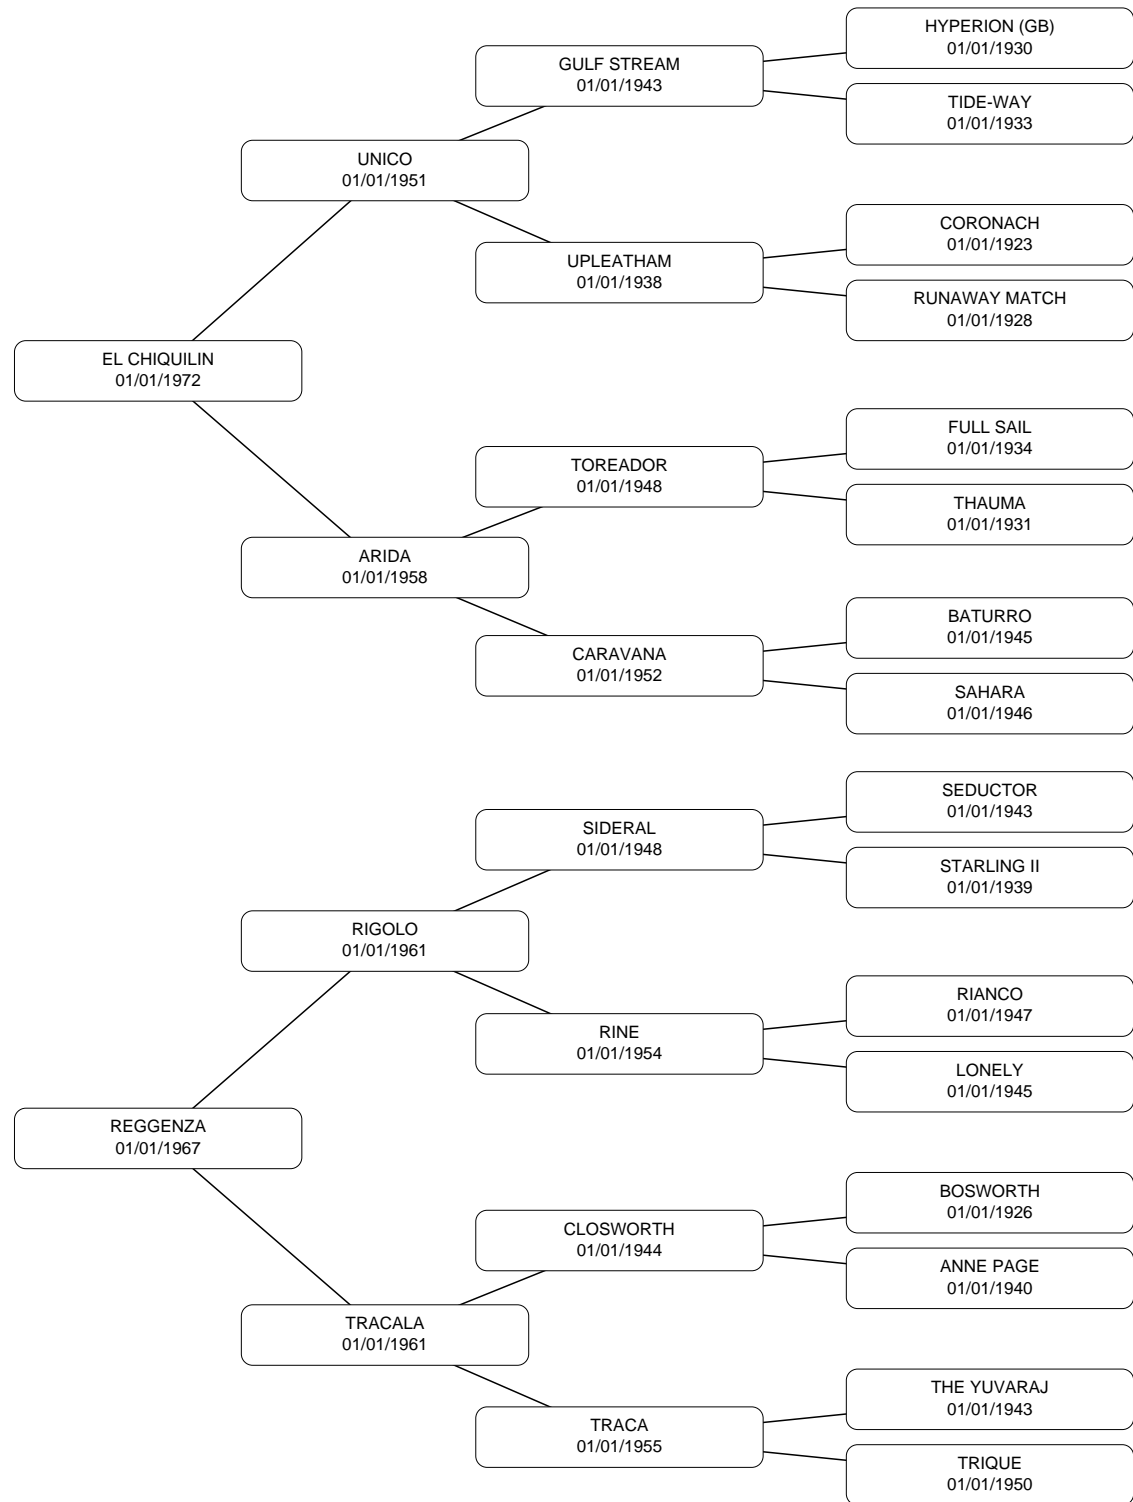 HYPERION (GB)
01/01/1930
GULF STREAM
01/01/1943
TIDE-WAY
01/01/1933
UNICO
01/01/1951
CORONACH
01/01/1923
UPLEATHAM
01/01/1938
RUNAWAY MATCH
01/01/1928
EL CHIQUILIN
01/01/1972
FULL SAIL
01/01/1934
TOREADOR
01/01/1948
THAUMA
01/01/1931
ARIDA
01/01/1958
BATURRO
01/01/1945
CARAVANA
01/01/1952
SAHARA
01/01/1946
SEDUCTOR
01/01/1943
SIDERAL
01/01/1948
STARLING II
01/01/1939
RIGOLO
01/01/1961
RIANCO
01/01/1947
RINE
01/01/1954
LONELY
01/01/1945
REGGENZA
01/01/1967
BOSWORTH
01/01/1926
CLOSWORTH
01/01/1944
ANNE PAGE
01/01/1940
TRACALA
01/01/1961
THE YUVARAJ
01/01/1943
TRACA
01/01/1955
TRIQUE
01/01/1950